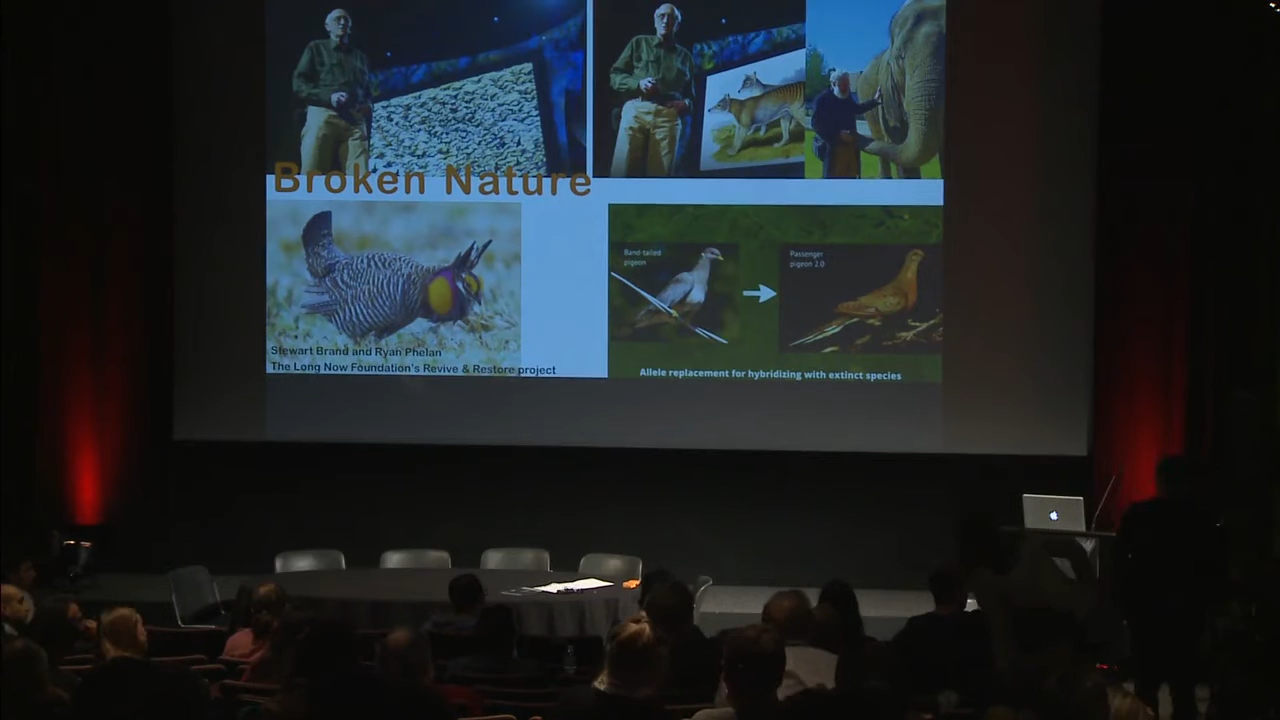 Broken Nature
Band-tailed
pigeon
Passenger
pigeon 2.0
Stewart Brand and Ryan Phelan
The Long Now Foundation's Revive & Restore project
Allele replacement for hybridizing with extinct species